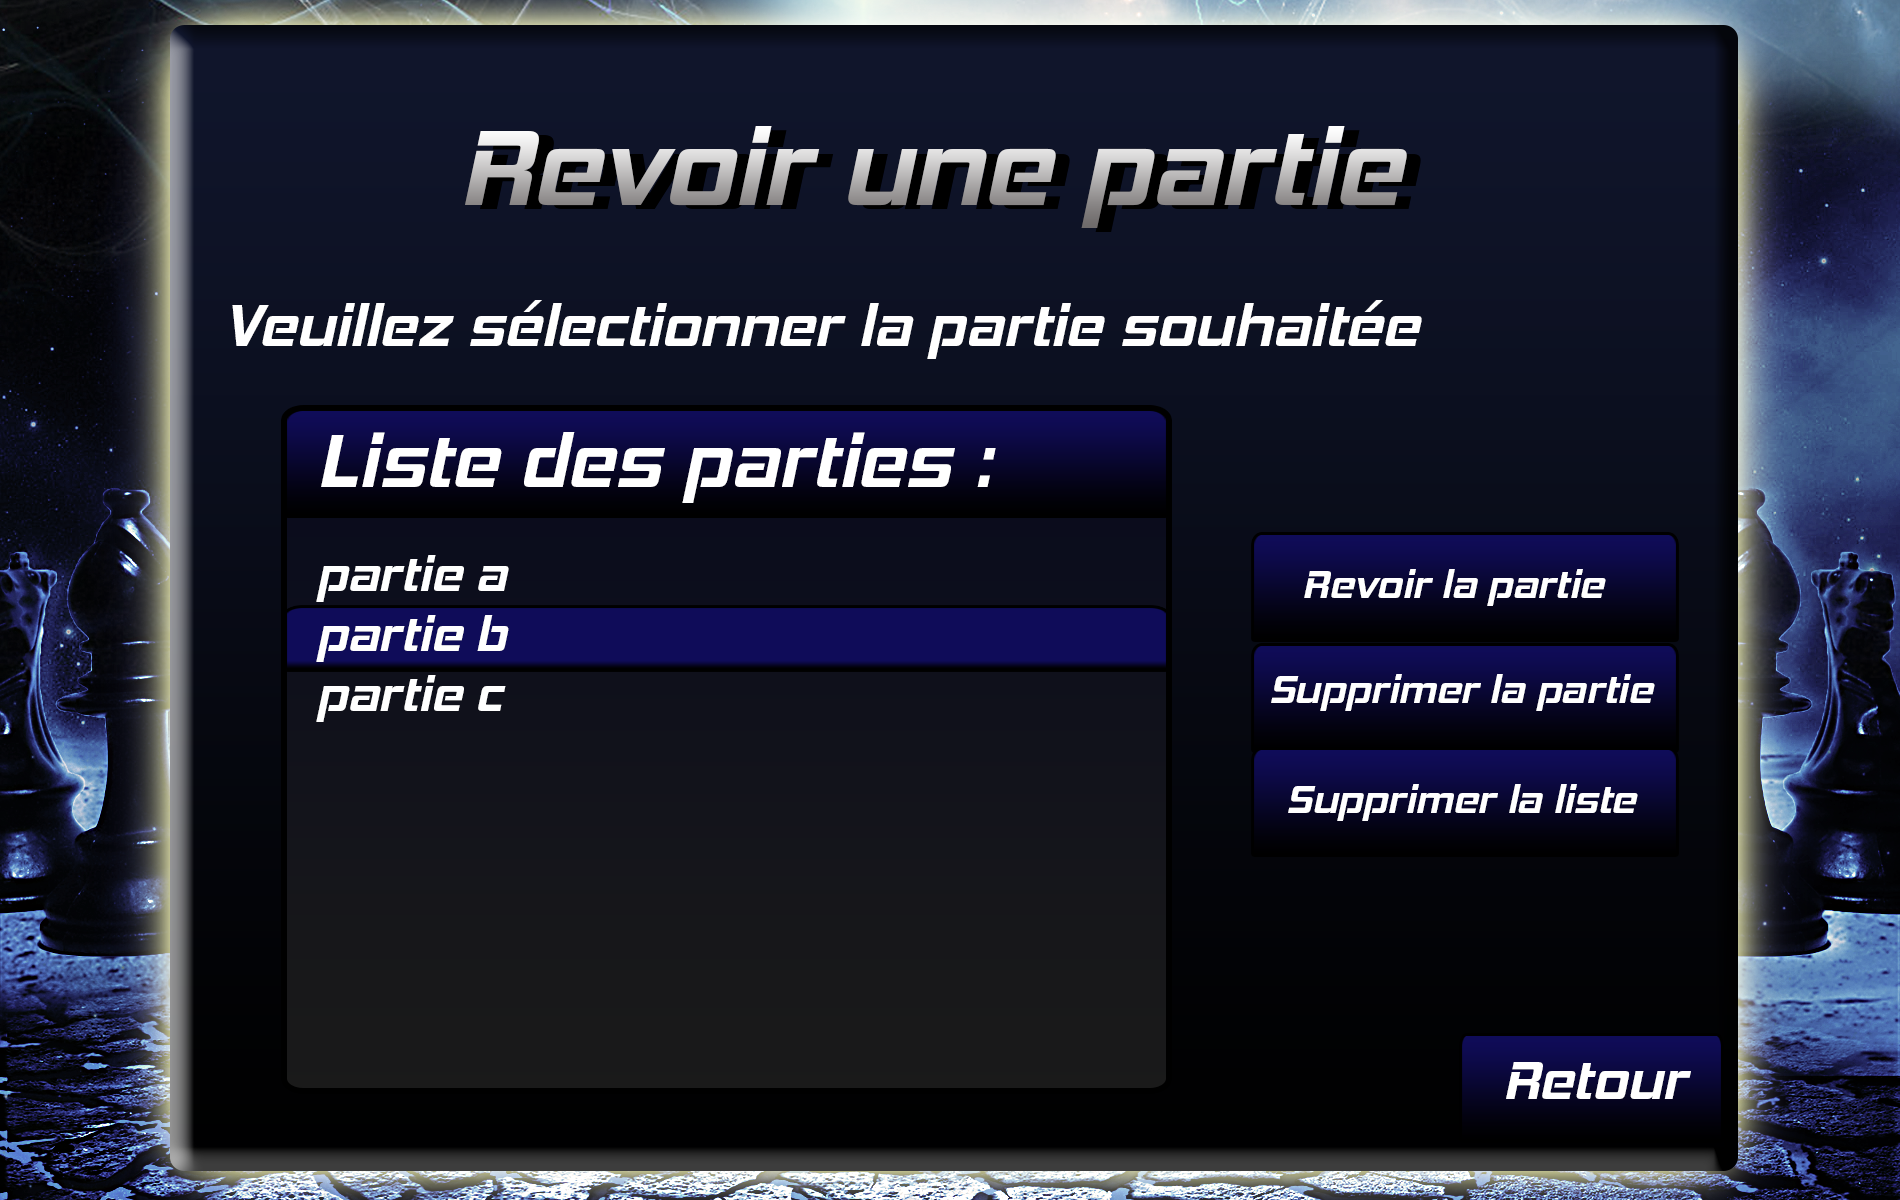 Revoir une partie
Veuillez sélectionner la partie souhaitée
Liste des parties :
partie a
partie b
partie c
Revoir la partie
Supprimer la partie
Supprimer la liste
Retour